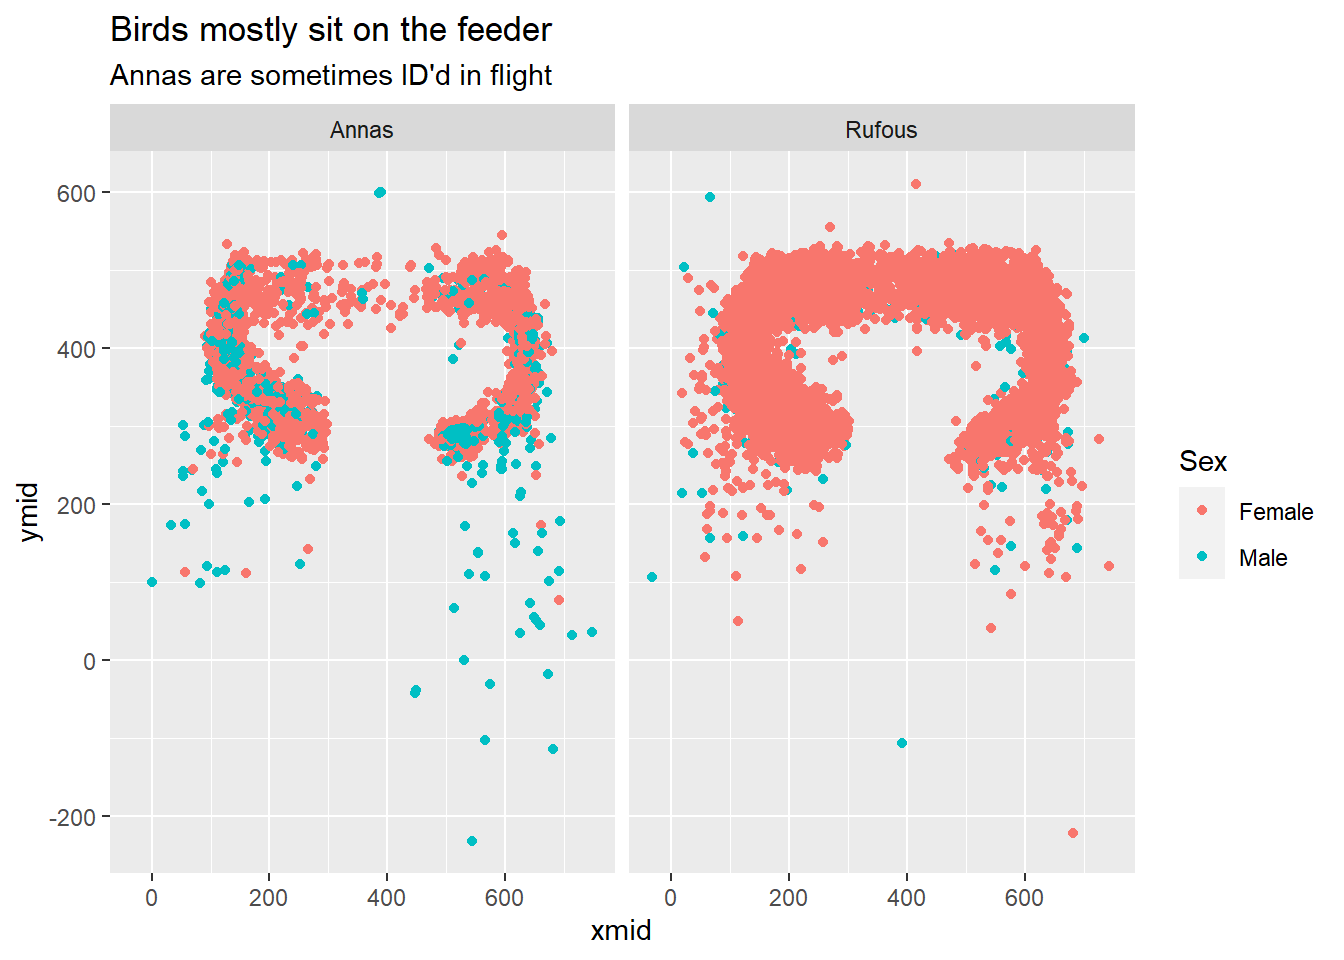 Birds mostly sit on the feeder
Annas are sometimes ID'd in flight
Annas
Rufous
600
400
200
0
-200
ymid
0 200 400 600
0 200 400 600
xmid
Sex
Female
Male